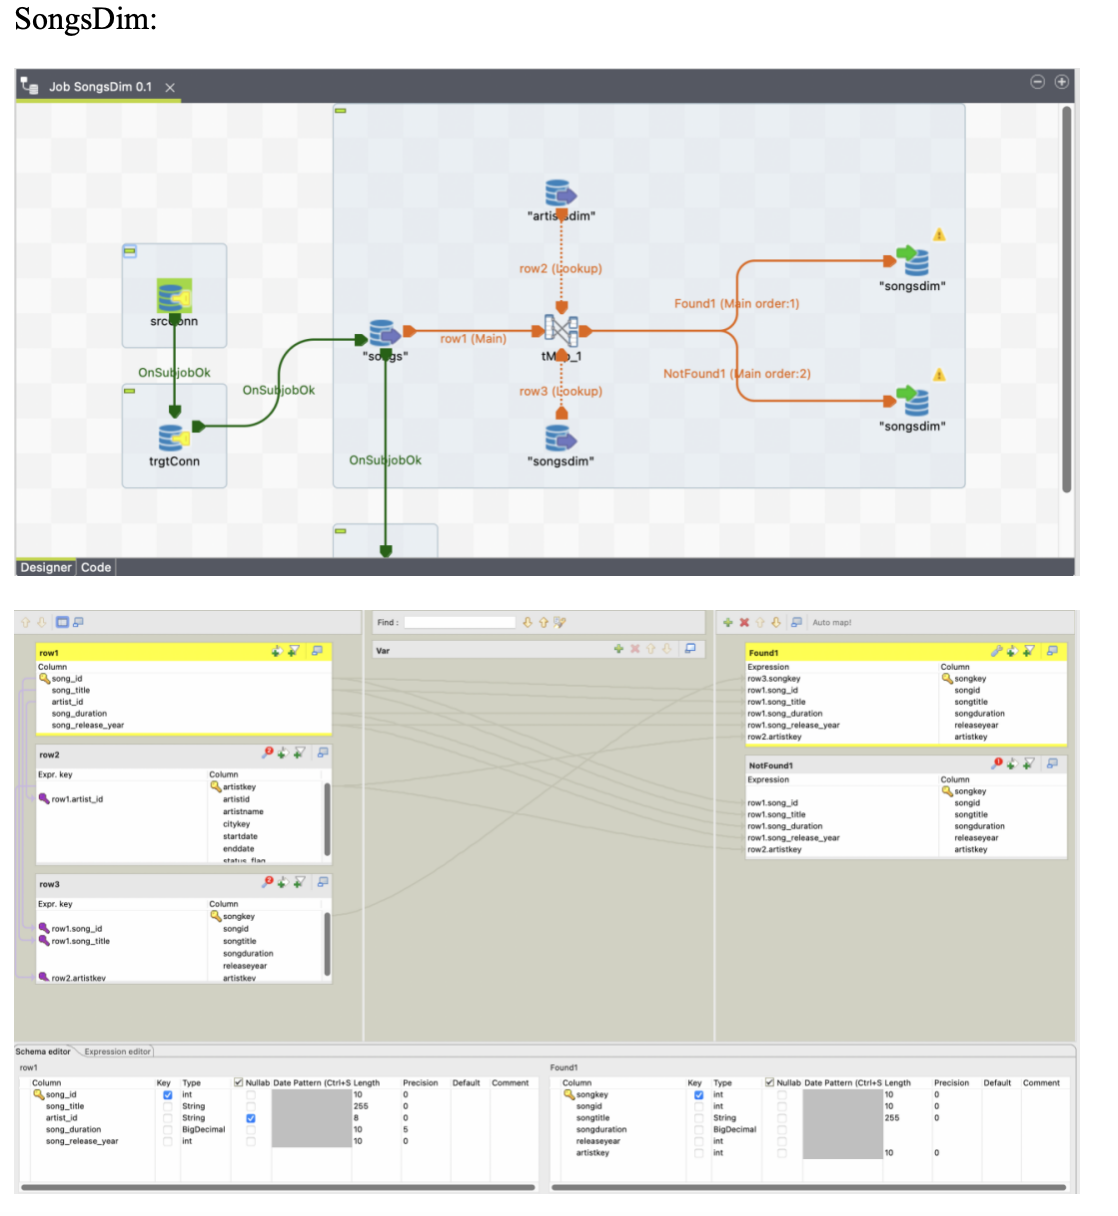 SongsDim:
Job SongsDim 0.1
"artistsdim"
row2 (Lookup)
"songsdim"
srcConn
Found1 (Main order:1)
row1 (Main)
"songs"
tMap_1
OnSubjobOk
OnSubjobOk
NotFound1 (Main order:2)
row3 (Lookup)
"songsdim"
trgtConn
OnSubjobOk
"songsdim"
Designer Code
Find :
Auto map!
row1
Column
song_id
song_title
artist_id
song_duration
song_release_year
row2
Expr. key Column
artistkey
row1.artist_id artistid
artistname
citykey
startdate
enddate
status_flag
row3
Expr. key Column
songkey
row1.song_id songid
row1.song_title songtitle
songduration
releaseyear
row2.artistkey artistkey
Var
Found1
Expression Column
row3.songkey songkey
row1.song_id songid
row1.song_title songtitle
row1.song_duration songduration
row1.song_release_year releaseyear
row2.artistkey artistkey
NotFound1
Expression Column
songkey
row1.song_id songid
row1.song_title songtitle
row1.song_duration songduration
row1.song_release_year releaseyear
row2.artistkey artistkey
Schema editor Expression editor
row1
Column Key Type Nullab Date Pattern (Ctrl+S Length Precision Default Comment
song_id int 10 0
song_title String 255 0
artist_id String 8 0
song_duration BigDecimal 10 5
song_release_year int 10 0
Found1
Column Key Type Nullab Date Pattern (Ctrl+S Length Precision Default Comment
songkey int 10 0
songid int 10 0
songtitle String 255 0
songduration BigDecimal
releaseyear int
artistkey int 10 0